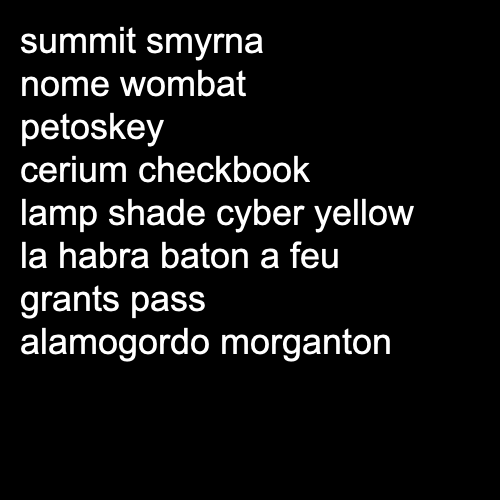 summit smyrna
nome wombat
petoskey
cerium checkbook
lamp shade cyber yellow
la habra baton a feu
grants pass
alamogordo morganton